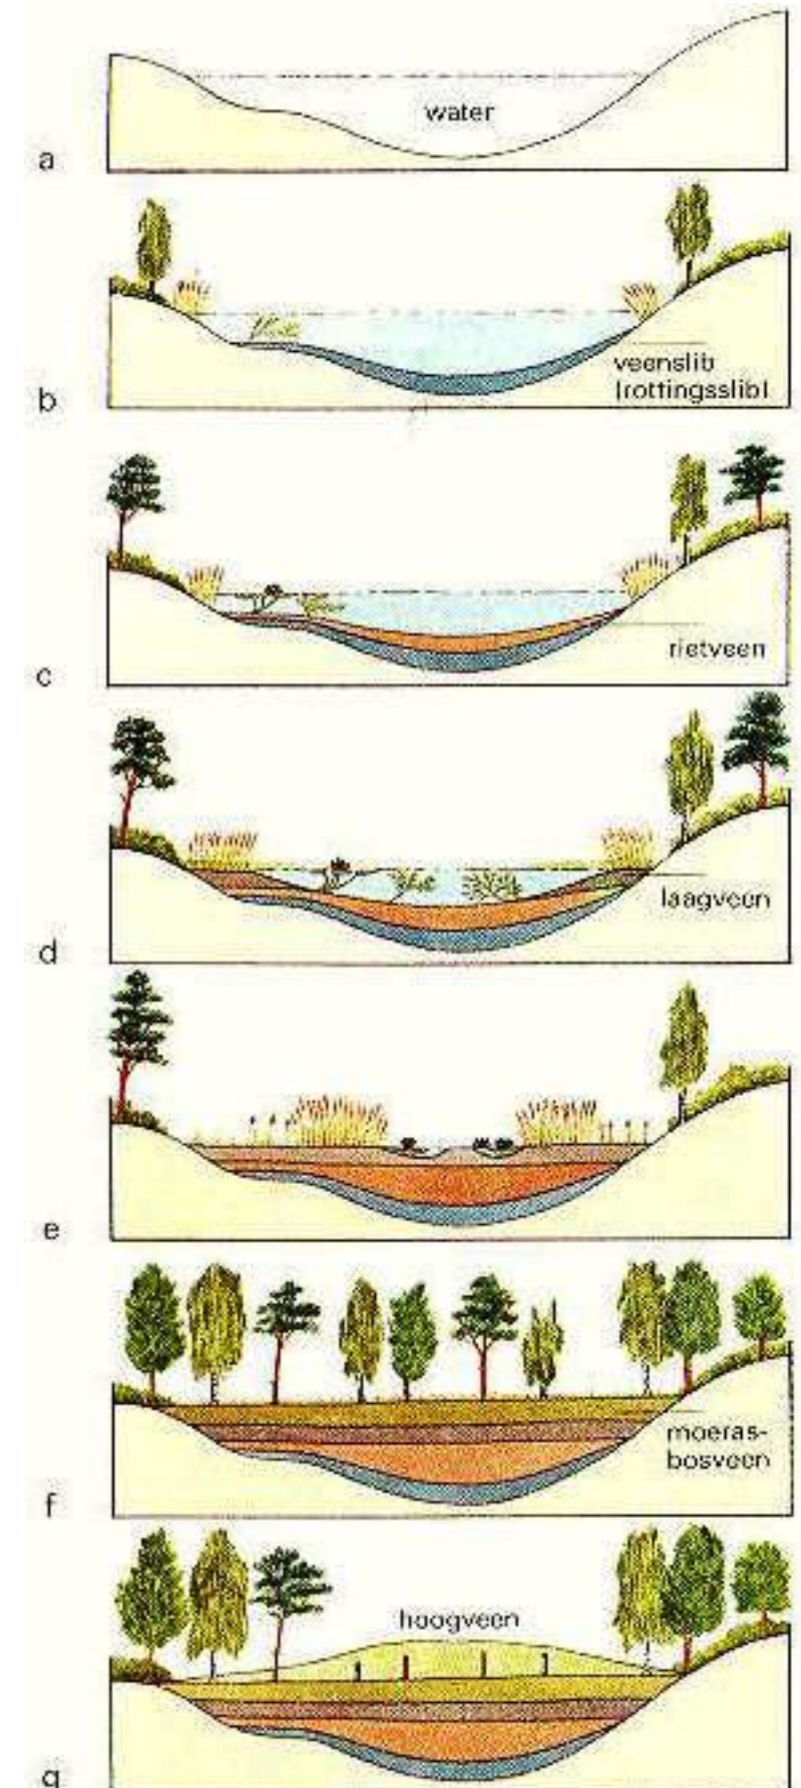 water
a
veenslib
(rottingsslib)
b
rietveen
c
laagveen
d
e
moeras-
bosveen
f
hoogveen
g